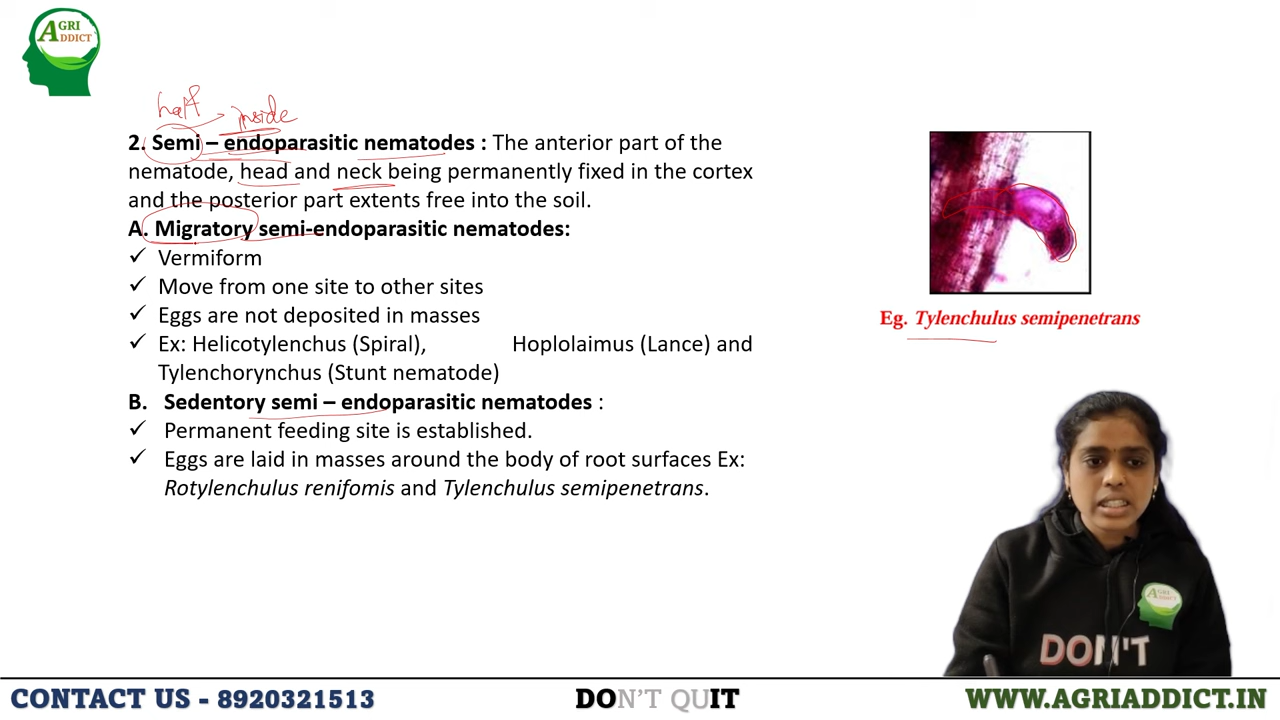 AGRI
ADDICT
half
inside
2. Semi – endoparasitic nematodes : The anterior part of the
nematode, head and neck being permanently fixed in the cortex
and the posterior part extents free into the soil.
A. Migratory semi-endoparasitic nematodes:
✓ Vermiform
✓ Move from one site to other sites
✓ Eggs are not deposited in masses
✓ Ex: Helicotylenchus (Spiral), Hoplolaimus (Lance) and
Tylenchorynchus (Stunt nematode)
B. Sedentory semi – endoparasitic nematodes :
✓ Permanent feeding site is established.
✓ Eggs are laid in masses around the body of root surfaces Ex:
Rotylenchulus renifomis and Tylenchulus semipenetrans.
Eg. Tylenchulus semipenetrans
AGRI
ADDICT
DON'T
CONTACT US - 8920321513
DON'T QUIT
WWW.AGRIADDICT.IN